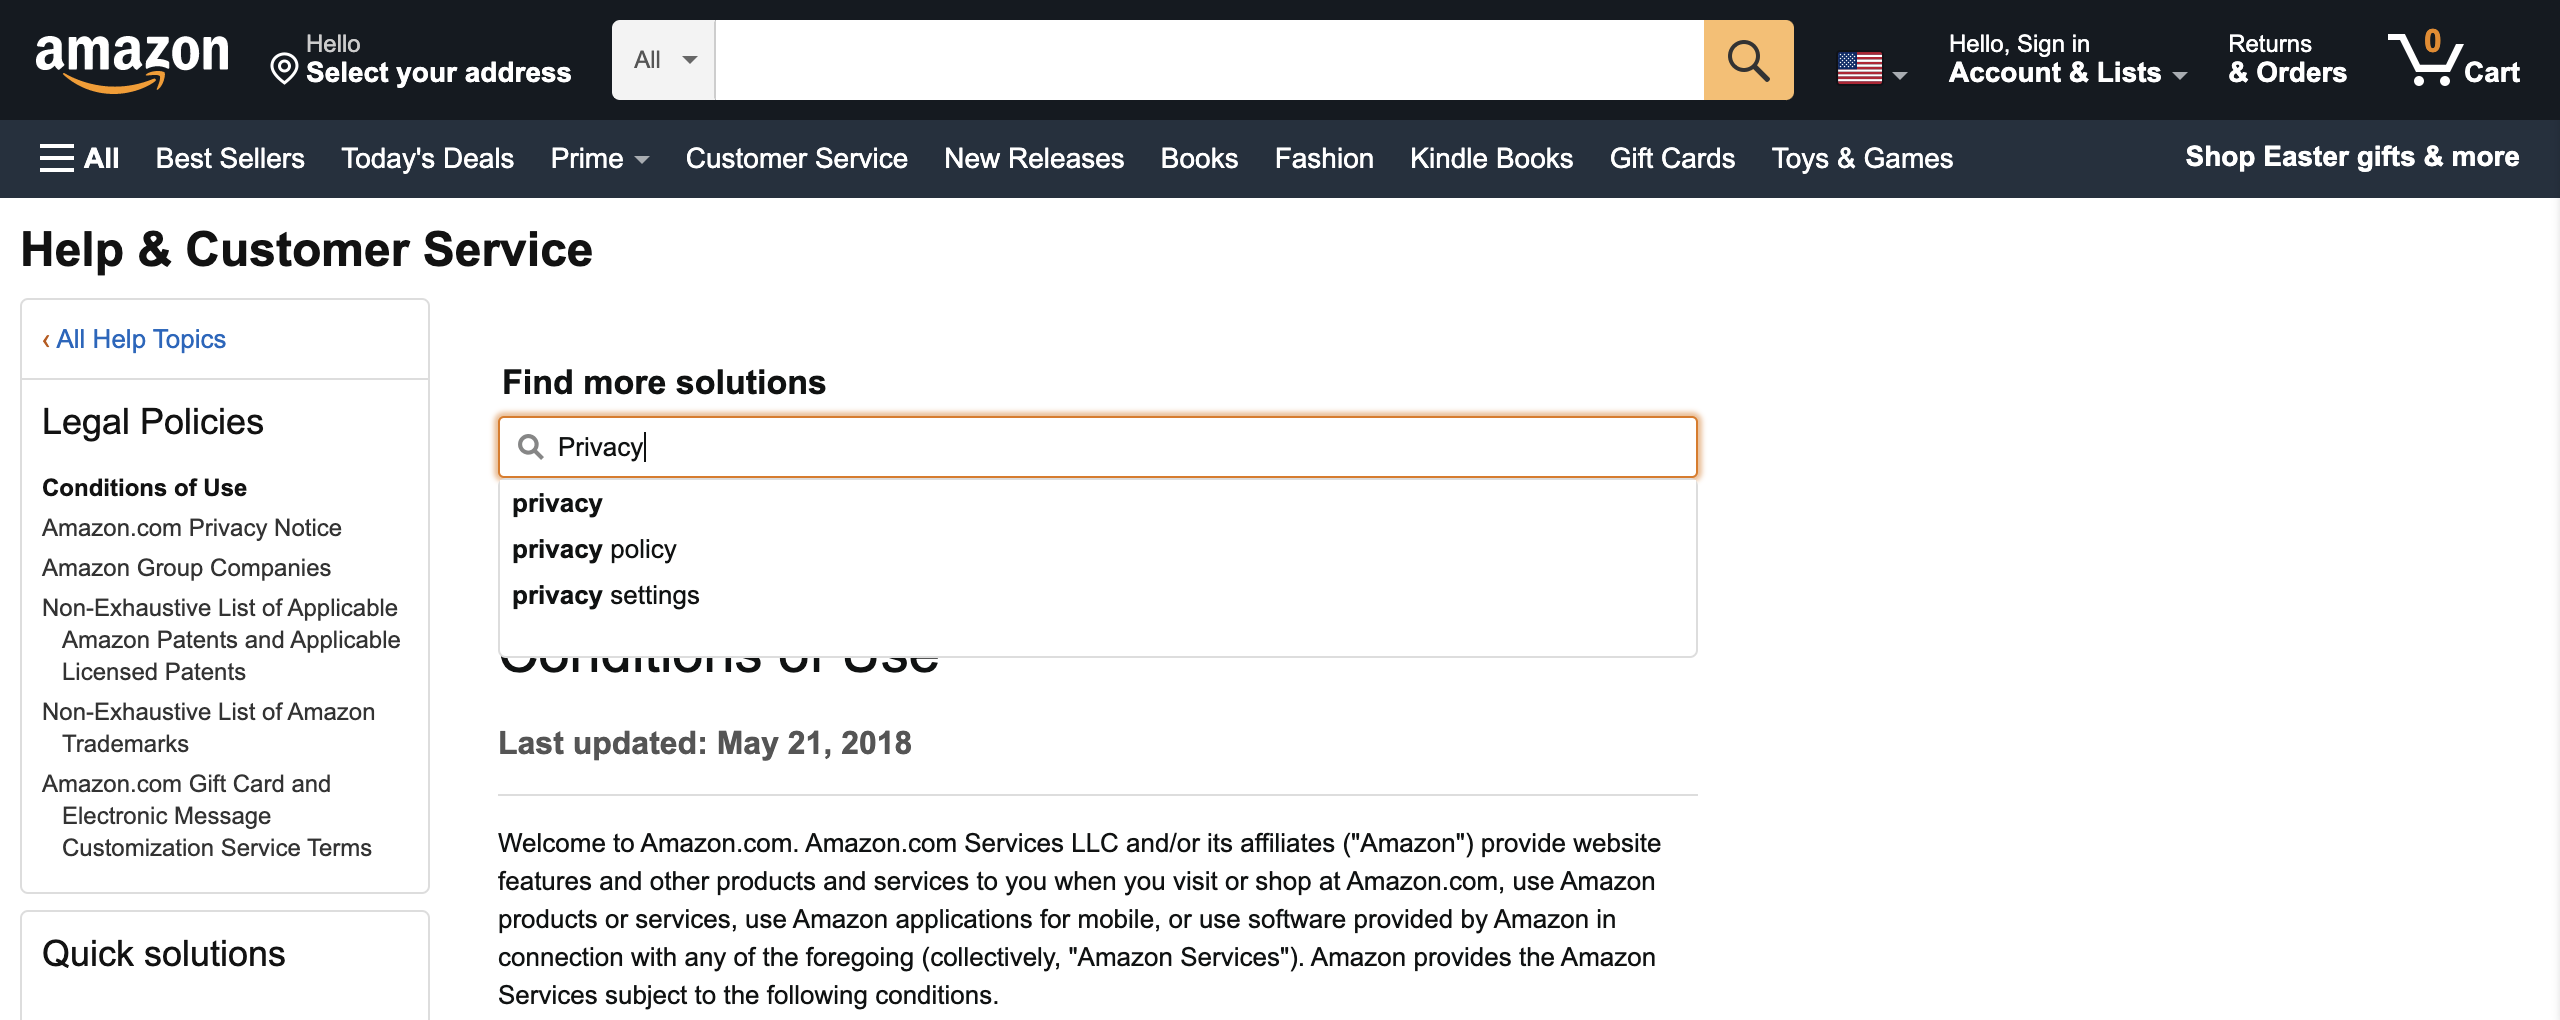 amazon
Hello
Select your address
All
Hello, Sign in
Account & Lists
Returns
& Orders
0
Cart
All Best Sellers Today's Deals Prime Customer Service New Releases Books Fashion Kindle Books Gift Cards Toys & Games Shop Easter gifts & more
Help & Customer Service
‹ All Help Topics
Legal Policies
Conditions of Use
Amazon.com Privacy Notice
Amazon Group Companies
Non-Exhaustive List of Applicable
Amazon Patents and Applicable
Licensed Patents
Non-Exhaustive List of Amazon
Trademarks
Amazon.com Gift Card and
Electronic Message
Customization Service Terms
Quick solutions
Find more solutions
Privacy
privacy
privacy policy
privacy settings
Conditions of Use
Last updated: May 21, 2018
Welcome to Amazon.com. Amazon.com Services LLC and/or its affiliates ("Amazon") provide website
features and other products and services to you when you visit or shop at Amazon.com, use Amazon
products or services, use Amazon applications for mobile, or use software provided by Amazon in
connection with any of the foregoing (collectively, "Amazon Services"). Amazon provides the Amazon
Services subject to the following conditions.